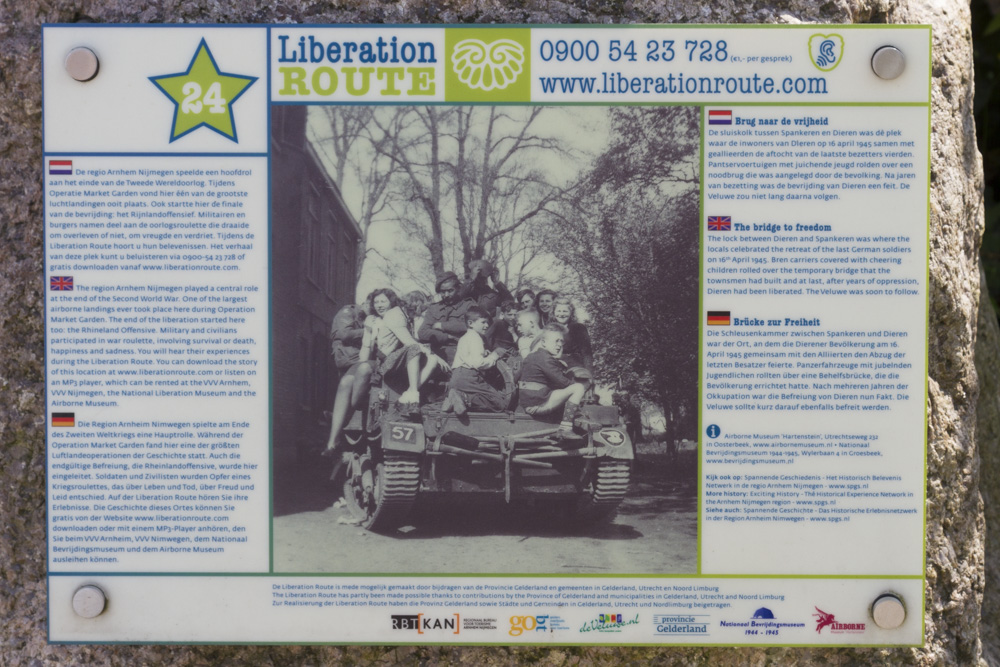 24
Liberation
ROUTE
0900 54 23 728 (€1,- per gesprek)
www.liberationroute.com
De regio Arnhem Nijmegen speelde een hoofdrol
aan het einde van de Tweede Wereldoorlog. Tijdens
Operatie Market Garden vond hier één van de grootste
luchtlandingen ooit plaats. Ook startte hier de finale
van de bevrijding: het Rijnlandoffensief. Militairen en
burgers namen deel aan de oorlogsroulette die draaide
om overleven of niet, om vreugde en verdriet. Tijdens de
Liberation Route hoort u hun belevenissen. Het verhaal
van deze plek kunt u beluisteren via 0900-54 23 728 of
gratis downloaden vanaf www.liberationroute.com.
The region Arnhem Nijmegen played a central role
at the end of the Second World War. One of the largest
airborne landings ever took place here during Operation
Market Garden. The end of the liberation started here
too: the Rhineland Offensive. Military and civilians
participated in war roulette, involving survival or death,
happiness and sadness. You will hear their experiences
during the Liberation Route. You can download the story
of this location at www.liberationroute.com or listen on
an MP3 player, which can be rented at the VVV Arnhem,
VVV Nijmegen, the National Liberation Museum and the
Airborne Museum.
Die Region Arnheim Nimwegen spielte am Ende
des Zweiten Weltkriegs eine Hauptrolle. Während der
Operation Market Garden fand hier eine der größten
Luftlandeoperationen der Geschichte statt. Auch die
endgültige Befreiung, die Rheinlandoffensive, wurde hier
eingeleitet. Soldaten und Zivilisten wurden Opfer eines
Kriegsroulettes, das über Leben und Tod, über Freud und
Leid entschied. Auf der Liberation Route hören Sie ihre
Erlebnisse. Die Geschichte dieses Ortes können Sie
gratis von der Website www.liberationroute.com
downloaden oder mit einem MP3-Player anhören, den
Sie beim VVV Arnheim, VVV Nimwegen, dem Nationaal
Bevrijdingsmuseum und dem Airborne Museum
ausleihen können.
57
Brug naar de vrijheid
De sluiskolk tussen Spankeren en Dieren was dè plek
waar de inwoners van Dieren op 16 april 1945 samen met
geallieerden de aftocht van de laatste bezetters vierden.
Pantservoertuigen met juichende jeugd rolden over een
noodbrug die was aangelegd door de bevolking. Na jaren
van bezetting was de bevrijding van Dieren een feit. De
Veluwe zou niet lang daarna volgen.
The bridge to freedom
The lock between Dieren and Spankeren was where the
locals celebrated the retreat of the last German soldiers
on 16th April 1945. Bren carriers covered with cheering
children rolled over the temporary bridge that the
townsmen had built and at last, after years of oppression,
Dieren had been liberated. The Veluwe was soon to follow.
Brücke zur Freiheit
Die Schleusenkammer zwischen Spankeren und Dieren
war der Ort, an dem die Dierener Bevölkerung am 16.
April 1945 gemeinsam mit den Alliierten den Abzug der
letzten Besatzer feierte. Panzerfahrzeuge mit jubelnden
Jugendlichen rollten über eine Behelfsbrücke, die die
Bevölkerung errichtet hatte. Nach mehreren Jahren der
Okkupation war die Befreiung von Dieren nun Fakt. Die
Veluwe sollte kurz darauf ebenfalls befreit werden.
i Airborne Museum 'Hartenstein', Utrechtseweg 232
in Oosterbeek, www.airbornemuseum.nl • Nationaal
Bevrijdingsmuseum 1944-1945, Wylerbaan 4 in Groesbeek,
www.bevrijdingsmuseum.nl
Kijk ook op: Spannende Geschiedenis - Het Historisch Belevenis
Netwerk in de regio Arnhem Nijmegen - www.spgs.nl
More history: Exciting History - The Historical Experience Network in
the Arnhem Nijmegen region - www.spgs.nl
Siehe auch: Spannende Geschichte - Das Historische Erlebnisnetzwerk
in der Region Arnheim Nimwegen - www.spgs.nl
De Liberation Route is mede mogelijk gemaakt door bijdragen van de Provincie Gelderland en gemeenten in Gelderland, Utrecht en Noord Limburg
The Liberation Route has partly been made possible thanks to contributions by the Province of Gelderland and municipalities in Gelderland, Utrecht and Noord Limburg
Zur Realisierung der Liberation Route haben die Provinz Gelderland sowie Städte und Gemeinden in Gelderland, Utrecht und Nordlimburg beigetragen.
RBT[KAN]
gobt
deVeluwe.nl
provincie
Gelderland
Nationaal Bevrijdingsmuseum
1944 - 1945
AIRBORNE